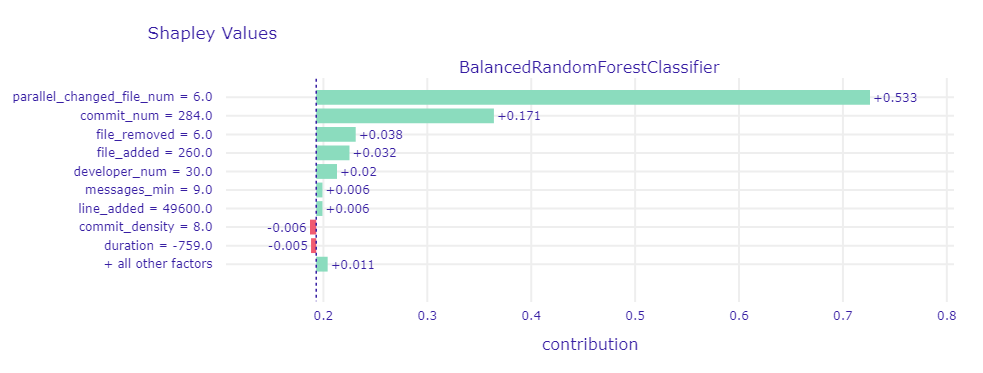 Shapley Values
BalancedRandomForestClassifier
parallel_changed_file_num = 6.0 +0.533
commit_num = 284.0 +0.171
file_removed = 6.0 +0.038
file_added = 260.0 +0.032
developer_num = 30.0 +0.02
messages_min = 9.0 +0.006
line_added = 49600.0 +0.006
commit_density = 8.0 -0.006
duration = -759.0 -0.005
+ all other factors +0.011
0.2 0.3 0.4 0.5 0.6 0.7 0.8
contribution